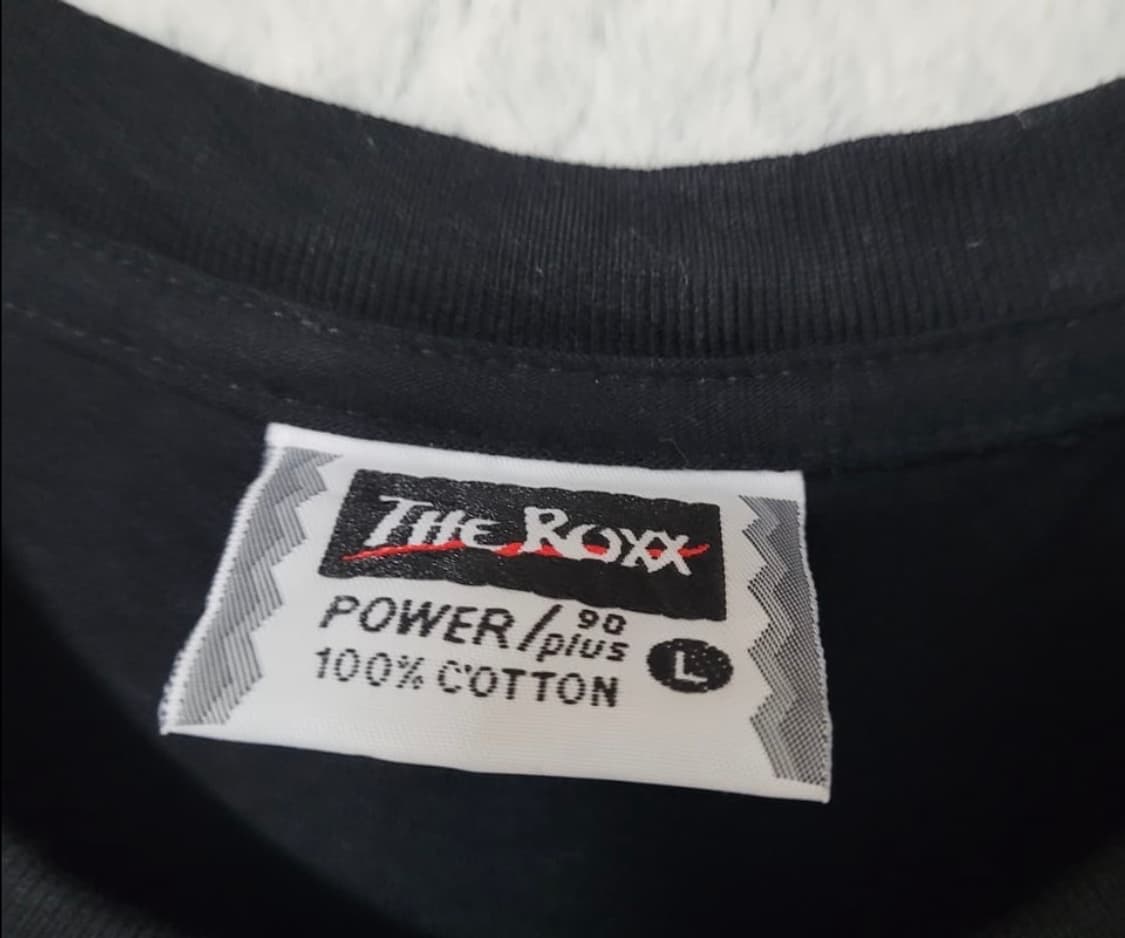 THE ROXX
POWER/90 plus
100% COTTON
L